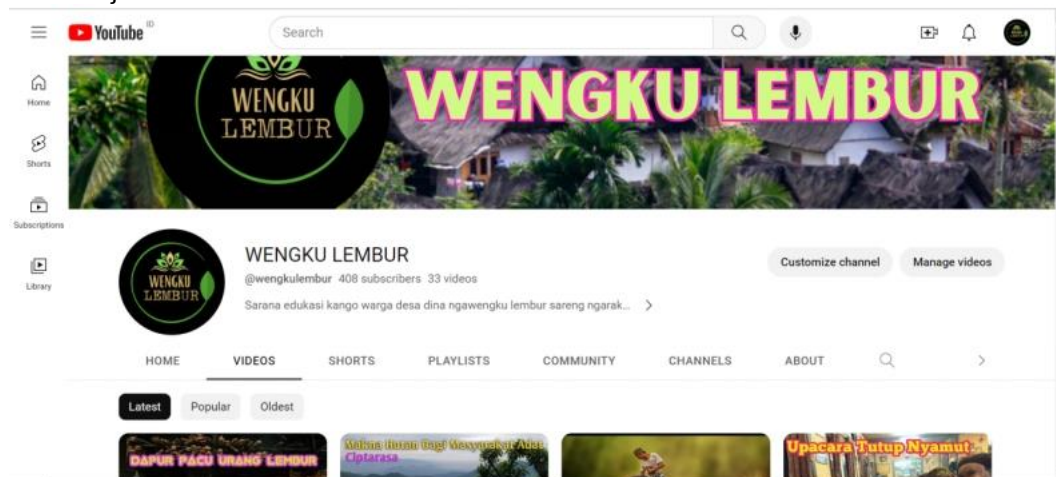 YouTube ID
Search
WENGKU
LEMBUR
WENGKU LEMBUR
Home
Shorts
Subscriptions
Library
WENGKU
LEMBUR
WENGKU LEMBUR
@wengkulembur 408 subscribers 33 videos
Sarana edukasi kango warga desa dina ngawengku lembur sareng ngarak...
Customize channel
Manage videos
HOME VIDEOS SHORTS PLAYLISTS COMMUNITY CHANNELS ABOUT
Latest Popular Oldest
DAPUR PACU URANG LEMBUR
Makna Hutan Bagi Masyarakat Adat
Ciptarasa
Upacara Tutup Nyamut